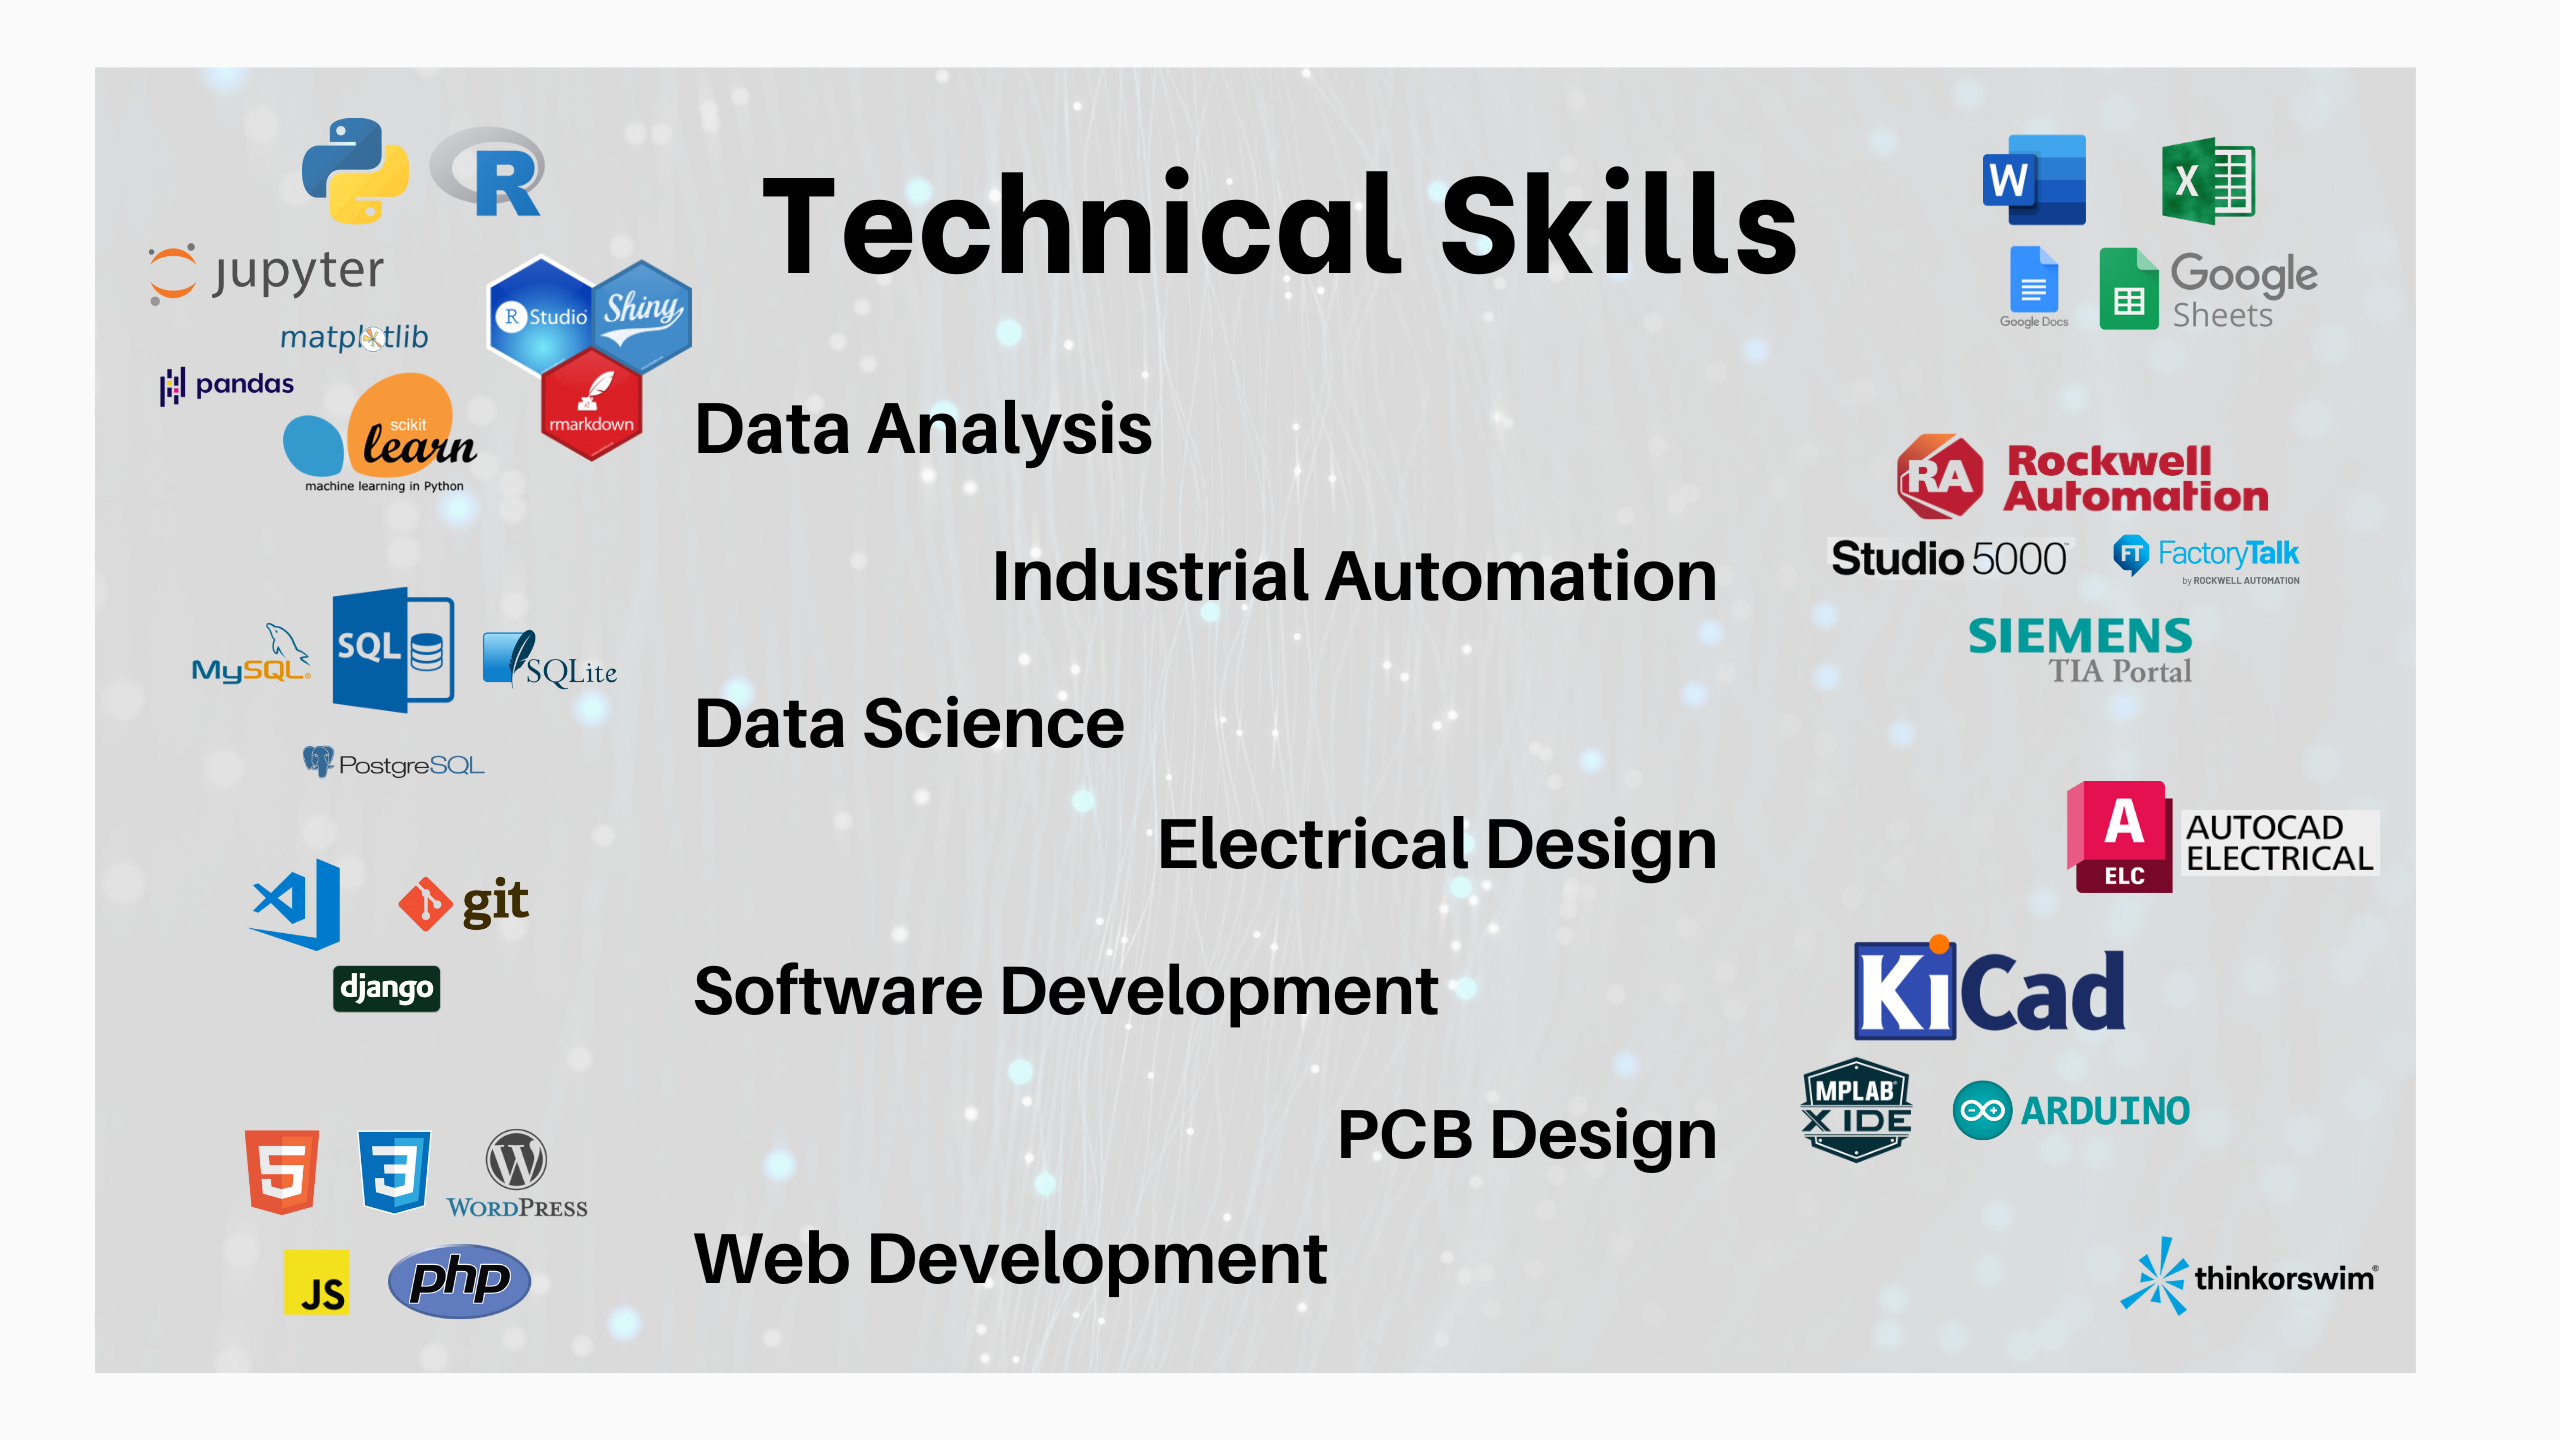 Technical Skills
R
jupyter
matplotlib
pandas
scikit
learn
machine learning in Python
R Studio
Shiny
rmarkdown
W
X
Google Docs
Google
Sheets
Data Analysis
Rockwell
Automation
RA
Industrial Automation
Studio 5000™
FT FactoryTalk
by ROCKWELL AUTOMATION
SIEMENS
TIA Portal
MySQL®
SQL
SQLite
PostgreSQL
Data Science
A
ELC
AUTOCAD
ELECTRICAL
Electrical Design
git
django
Software Development
KiCad
MPLAB®
X IDE
ARDUINO
PCB Design
5
3
W
WORDPRESS
JS
php
Web Development
thinkorswim®